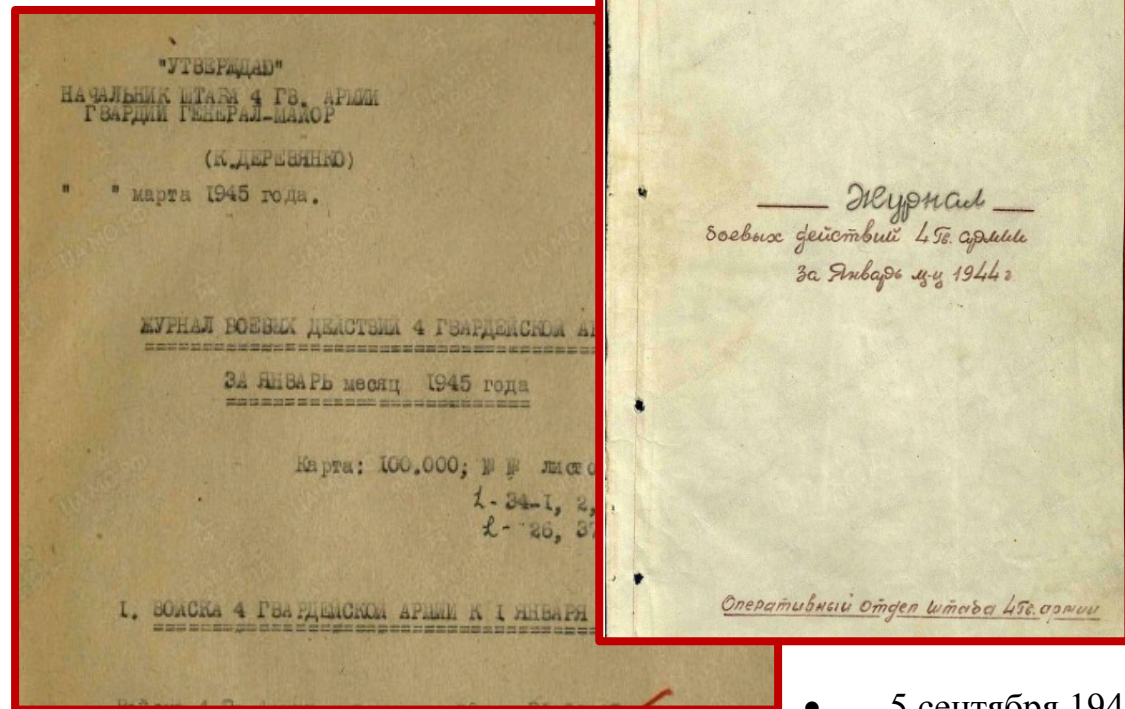 "УТВЕРЖДАЮ"
НАЧАЛЬНИК ШТАБА 4 ГВ. АРМИИ
ГВАРДИИ ГЕНЕРАЛ-МАЙОР
(К.ДЕРЕВЯНКО)
" " марта 1945 года.
ЖУРНАЛ БОЕВЫХ ДЕЙСТВИЙ 4 ГВАРДЕЙСКОЙ
ЗА ЯНВАРЬ месяц 1945 года
Карта: 100.000; №№
L-34-1, 2,
L- 26,
I. ВОЙСКА 4 ГВАРДЕЙСКОЙ АРМИИ К I ЯНВАРЯ
Журнал
боевых действий 4 Гв. армии
за Январь м-ц 1944 г.
Оперативный отдел штаба 4 Гв. армии
• 5 сентября 194